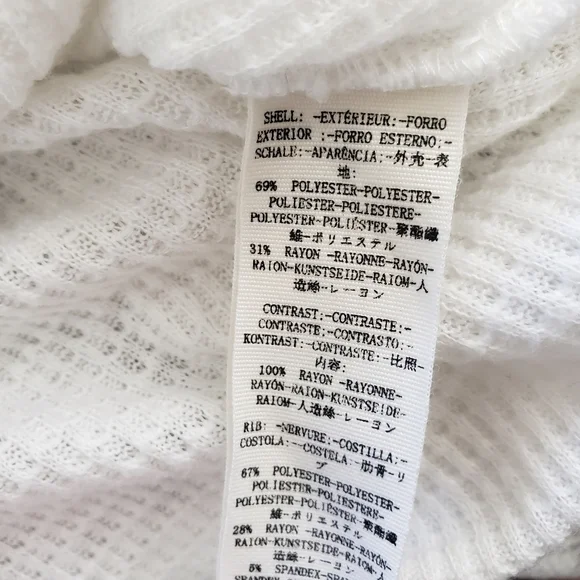 SHELL: -EXTÉRIEUR:-FORRO
EXTERIOR :-FORRO ESTERNO;-
SCHALE:-APARÊNCIA;-外壳-表
地:
69% POLYESTER-POLYESTER-
POLIESTER-POLIESTERE-
POLYESTER-POLIÉSTER-聚酯纖
維-ポリエステル
31% RAYON -RAYONNE-RAYÓN-
RAION-KUNSTSEIDE-RAIOM-人
造絲-レーヨン
CONTRAST:-CONTRASTE:-
CONTRASTE;-CONTRASTO:-
KONTRAST:-CONTRASTE:-比照-
内容:
100% RAYON -RAYONNE-
RAYÓN-RAION-KUNSTSEIDE-
RAIOM-人造絲-レーヨン
RIB: -NERVURE:-COSTILLA;-
COSTOLA:- -COSTELA-肋骨-リ
ブ
67% POLYESTER-POLYESTER-
POLIESTER-POLIESTERE-
POLYESTER-POLIÉSTER-聚酯纖
維-ポリエステル
28% RAYON -RAYONNE-RAYÓN-
RAION-KUNSTSEIDE-RAIOM-人
造絲-レーヨン
5% SPANDEX-